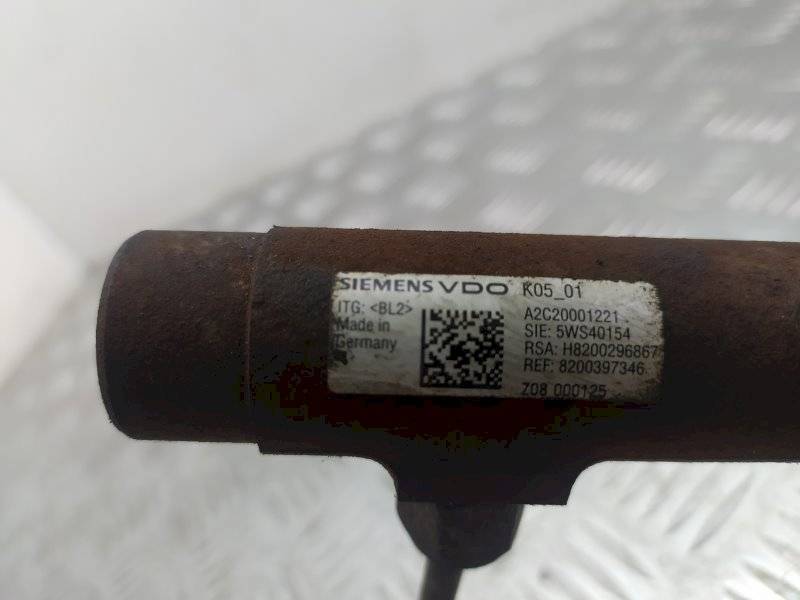 SIEMENS VDO K05_01
ITG: <BL2>
Made in
Germany
A2C20001221
SIE: 5WS40154
RSA: H8200296867
REF: 8200397346
Z08 000125